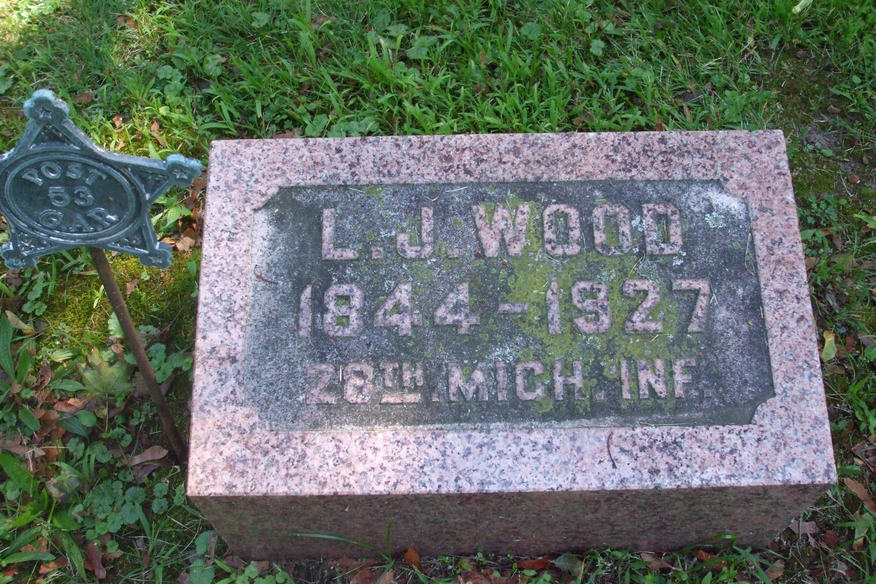 POST
53
G.A.R.
L. J. WOOD
1844 - 1927
28TH. MICH. INF.